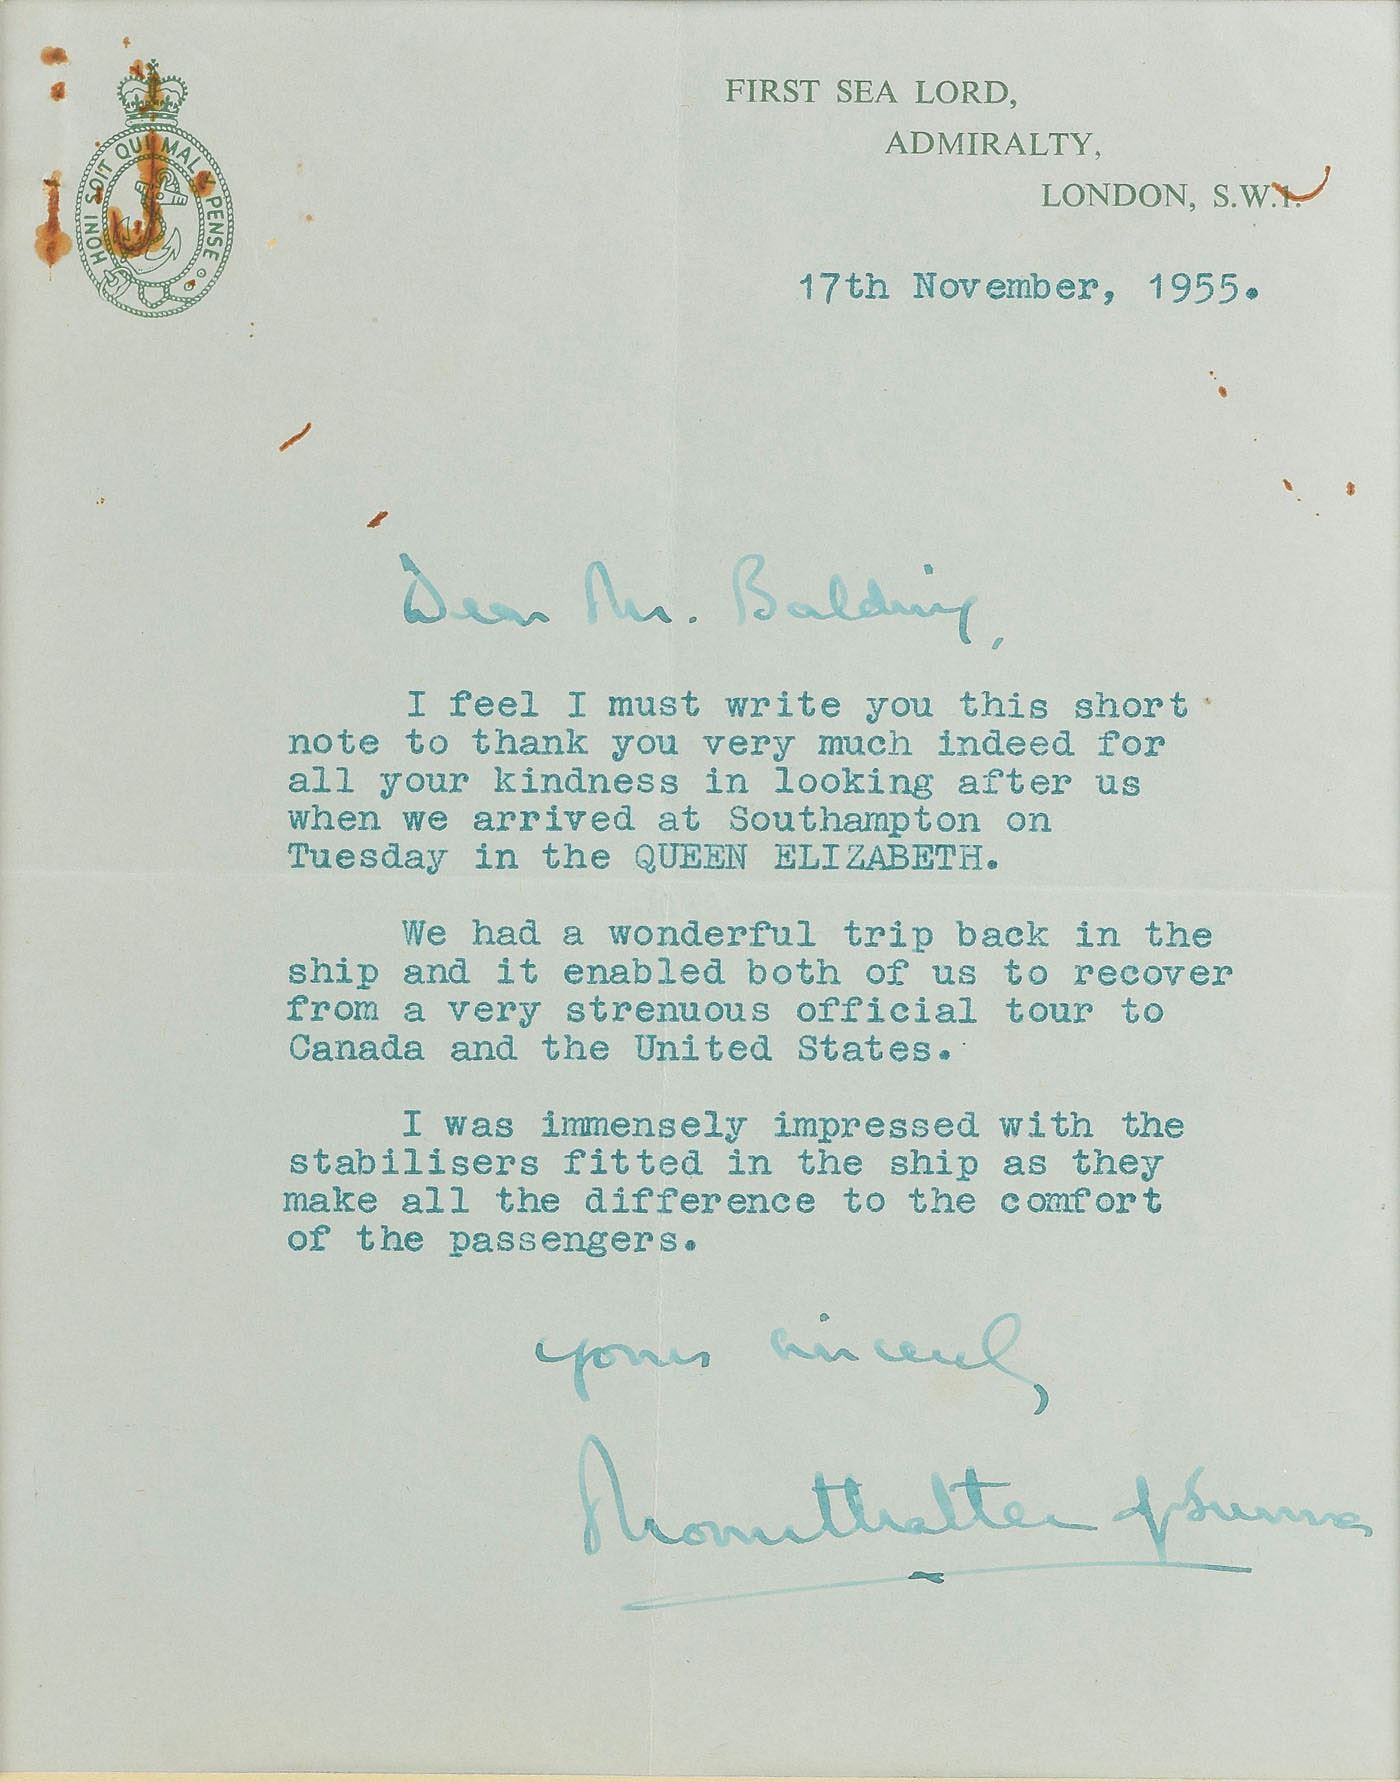 HONI SOIT QUI MAL Y PENSE
FIRST SEA LORD,
ADMIRALTY,
LONDON, S.W.1.
17th November, 1955.
Dear Mr. Balding,
I feel I must write you this short
note to thank you very much indeed for
all your kindness in looking after us
when we arrived at Southampton on
Tuesday in the QUEEN ELIZABETH.
We had a wonderful trip back in the
ship and it enabled both of us to recover
from a very strenuous official tour to
Canada and the United States.
I was immensely impressed with the
stabilisers fitted in the ship as they
make all the difference to the comfort
of the passengers.
Yours sincerely,
Mountbatten of Burma